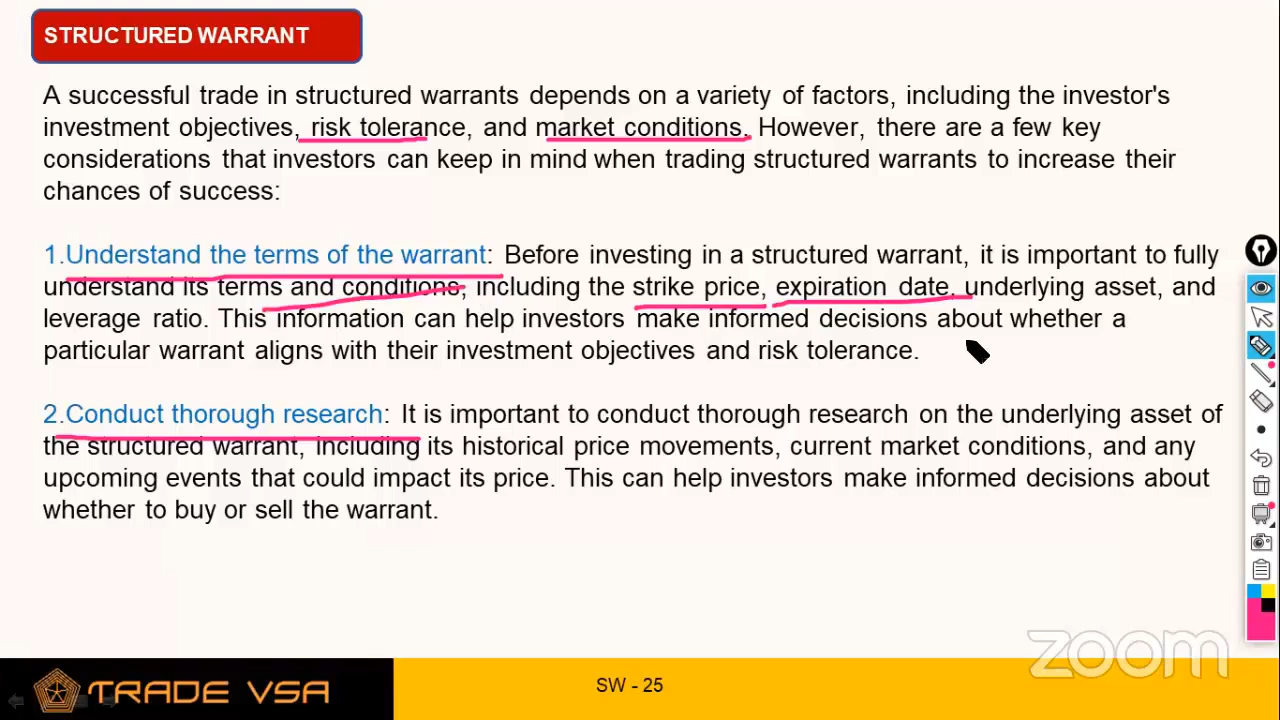 STRUCTURED WARRANT
A successful trade in structured warrants depends on a variety of factors, including the investor's
investment objectives, risk tolerance, and market conditions. However, there are a few key
considerations that investors can keep in mind when trading structured warrants to increase their
chances of success:
1.Understand the terms of the warrant: Before investing in a structured warrant, it is important to fully
understand its terms and conditions, including the strike price, expiration date, underlying asset, and
leverage ratio. This information can help investors make informed decisions about whether a
particular warrant aligns with their investment objectives and risk tolerance.
2.Conduct thorough research: It is important to conduct thorough research on the underlying asset of
the structured warrant, including its historical price movements, current market conditions, and any
upcoming events that could impact its price. This can help investors make informed decisions about
whether to buy or sell the warrant.
zoom
TRADE VSA
SW - 25